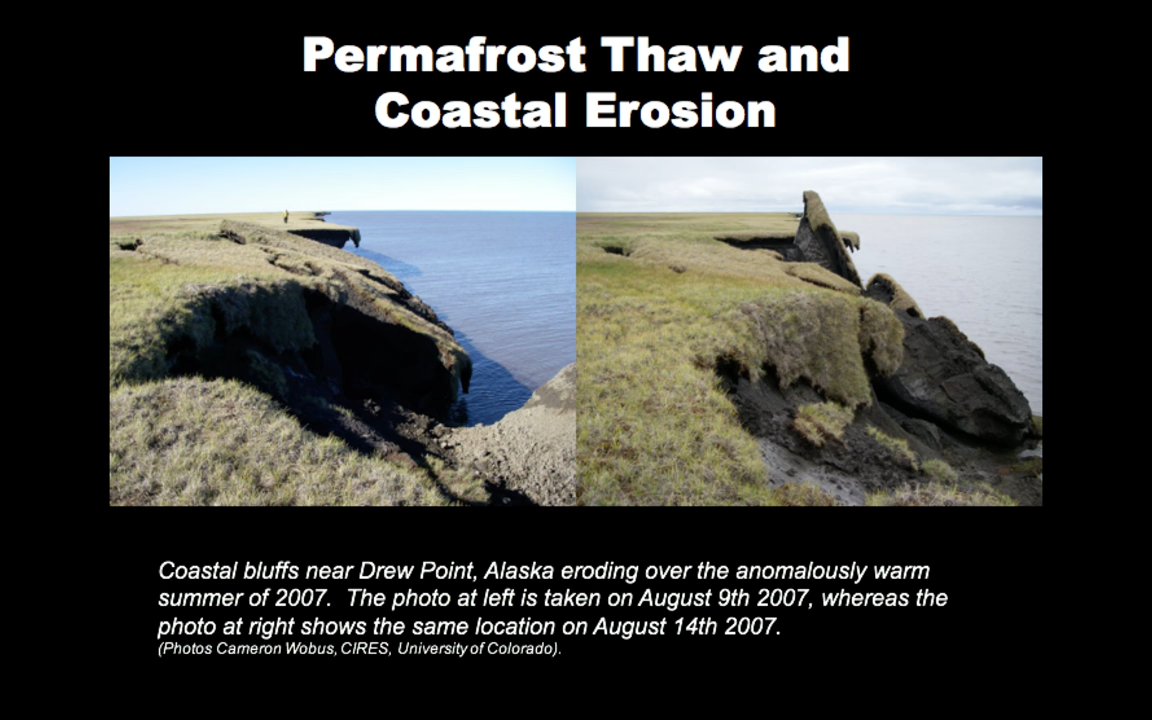 Permafrost Thaw and
Coastal Erosion
Coastal bluffs near Drew Point, Alaska eroding over the anomalously warm
summer of 2007.  The photo at left is taken on August 9th 2007, whereas the
photo at right shows the same location on August 14th 2007.
(Photos Cameron Wobus, CIRES, University of Colorado).